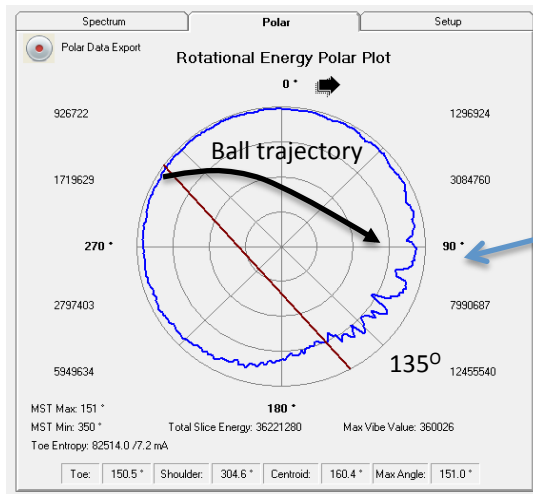 Spectrum Polar Setup
Polar Data Export
Rotational Energy Polar Plot
0 °
926722 1296924
Ball trajectory
1719629 3084760
270 ° 90 °
2797403 7990687
135O
5949634 12455540
MST Max: 151 ° 180 °
MST Min: 350 ° Total Slice Energy: 36221280 Max Vibe Value: 360026
Toe Entropy: 82514.0 /7.2 mA
Toe: 150.5 ° Shoulder: 304.6 ° Centroid: 160.4 ° Max Angle: 151.0 °